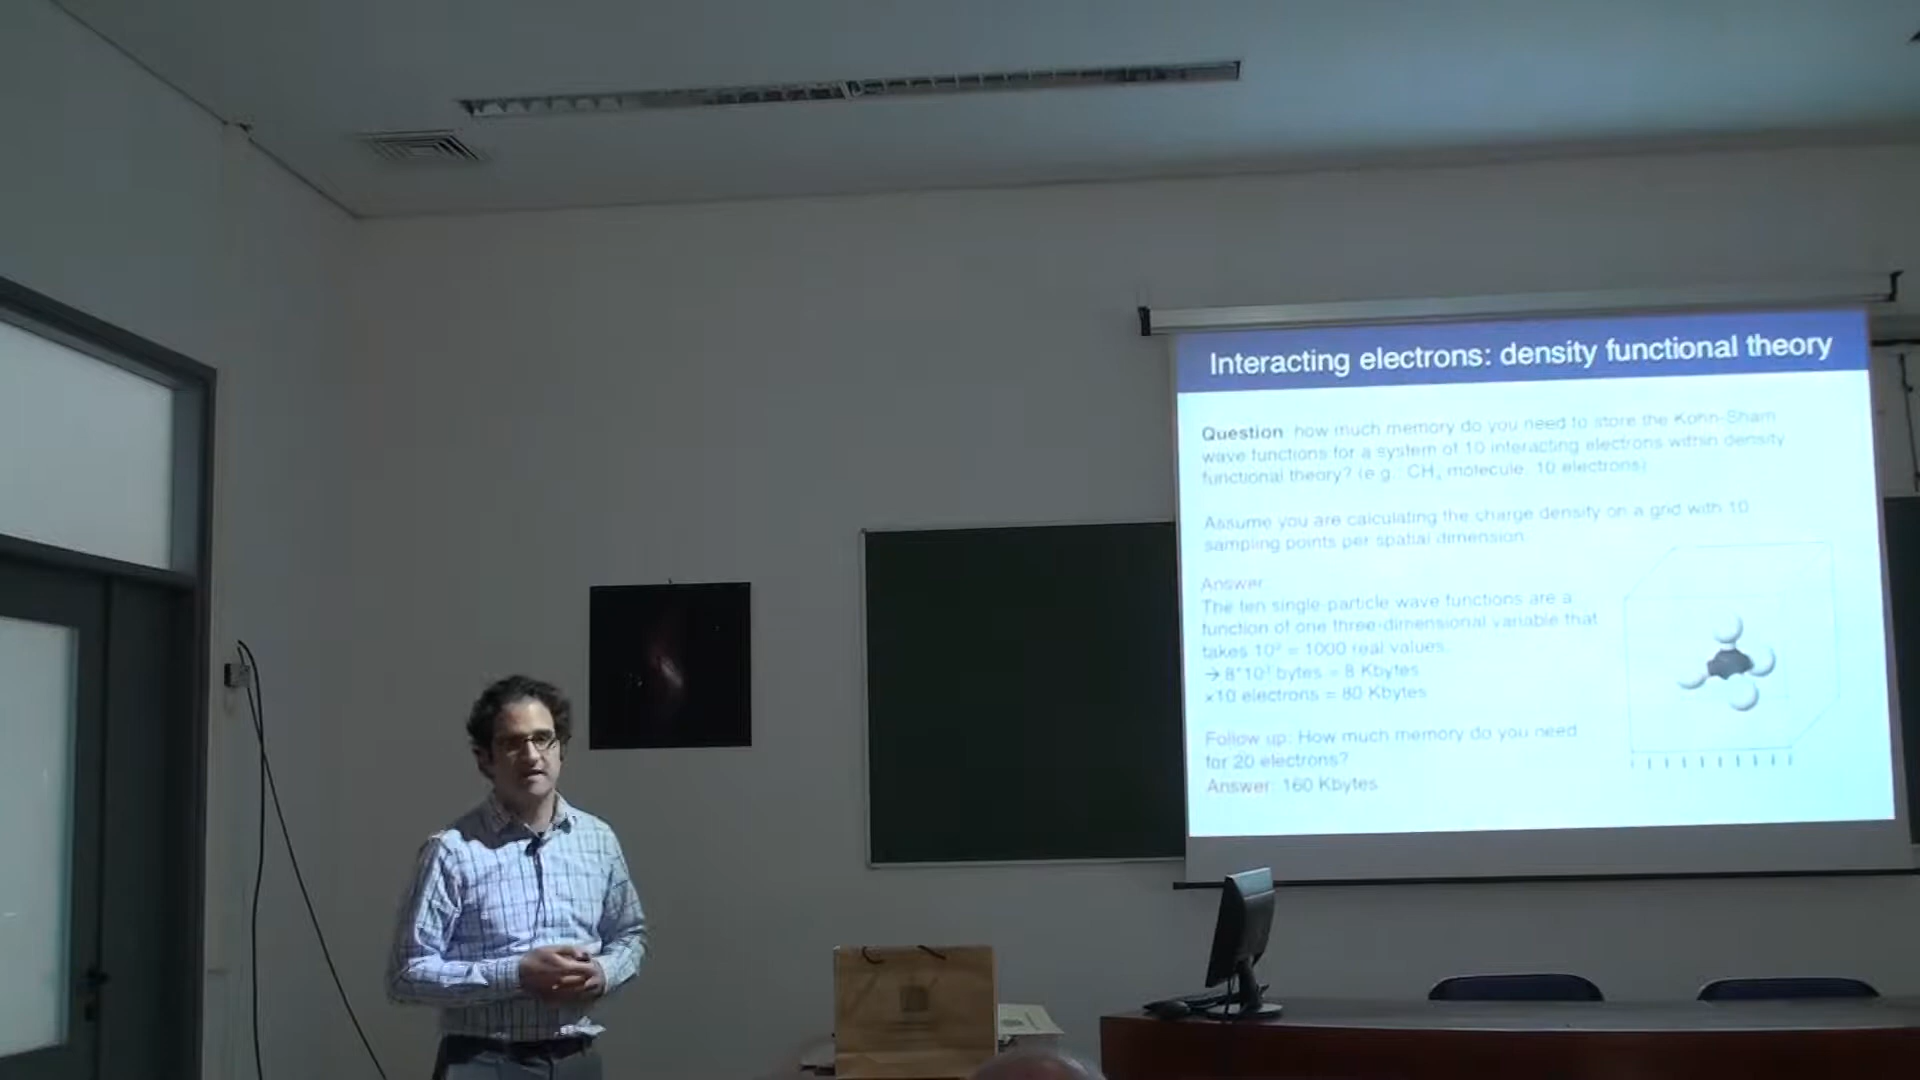 Interacting electrons: density functional theory
Question: how much memory do you need to store the Kohn-Sham
wave functions for a system of 10 interacting electrons within density
functional theory? (e.g.: CH₄ molecule, 10 electrons)
Assume you are calculating the charge density on a grid with 10
sampling points per spatial dimension.
Answer:
The ten single-particle wave functions are a
function of one three-dimensional variable that
takes 10³ = 1000 real values.
→ 8*10³ bytes = 8 Kbytes
×10 electrons = 80 Kbytes
Follow up: How much memory do you need
for 20 electrons?
Answer: 160 Kbytes